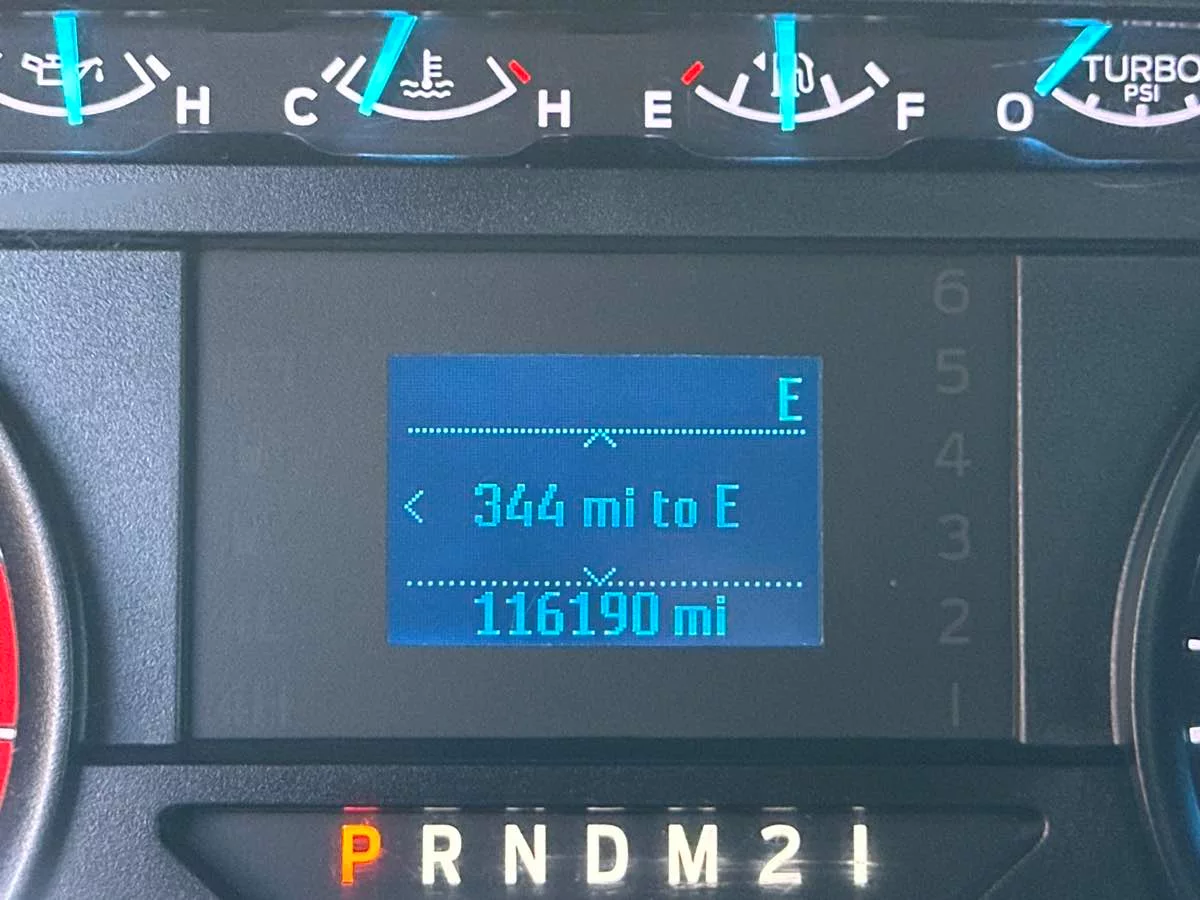 H C H E F O TURBO
PSI
6
5
4
3
2
1
E
344 mi to E
116190 mi
P R N D M 2 1